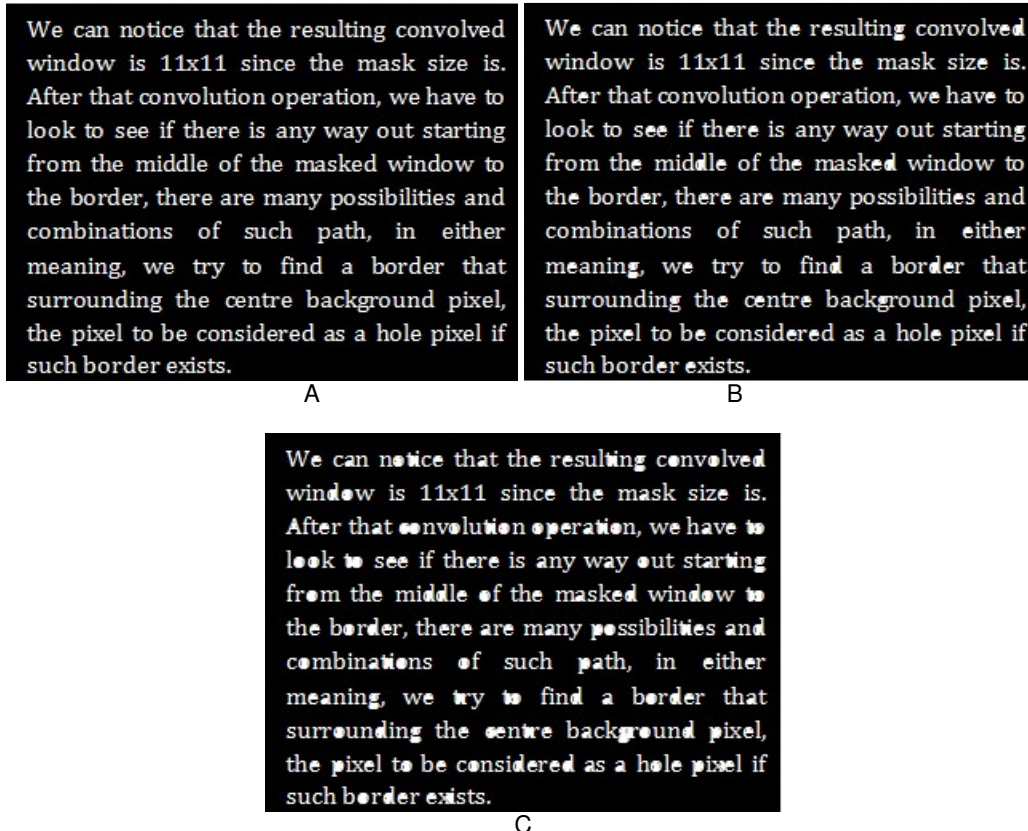 We can notice that the resulting convolved
window is 11x11 since the mask size is.
After that convolution operation, we have to
look to see if there is any way out starting
from the middle of the masked window to
the border, there are many possibilities and
combinations of such path, in either
meaning, we try to find a border that
surrounding the centre background pixel,
the pixel to be considered as a hole pixel if
such border exists.
A
We can notice that the resulting convolved
window is 11x11 since the mask size is.
After that convolution operation, we have to
look to see if there is any way out starting
from the middle of the masked window to
the border, there are many possibilities and
combinations of such path, in either
meaning, we try to find a border that
surrounding the centre background pixel,
the pixel to be considered as a hole pixel if
such border exists.
B
We can notice that the resulting convolved
window is 11x11 since the mask size is.
After that convolution operation, we have to
look to see if there is any way out starting
from the middle of the masked window to
the border, there are many possibilities and
combinations of such path, in either
meaning, we try to find a border that
surrounding the centre background pixel,
the pixel to be considered as a hole pixel if
such border exists.
C